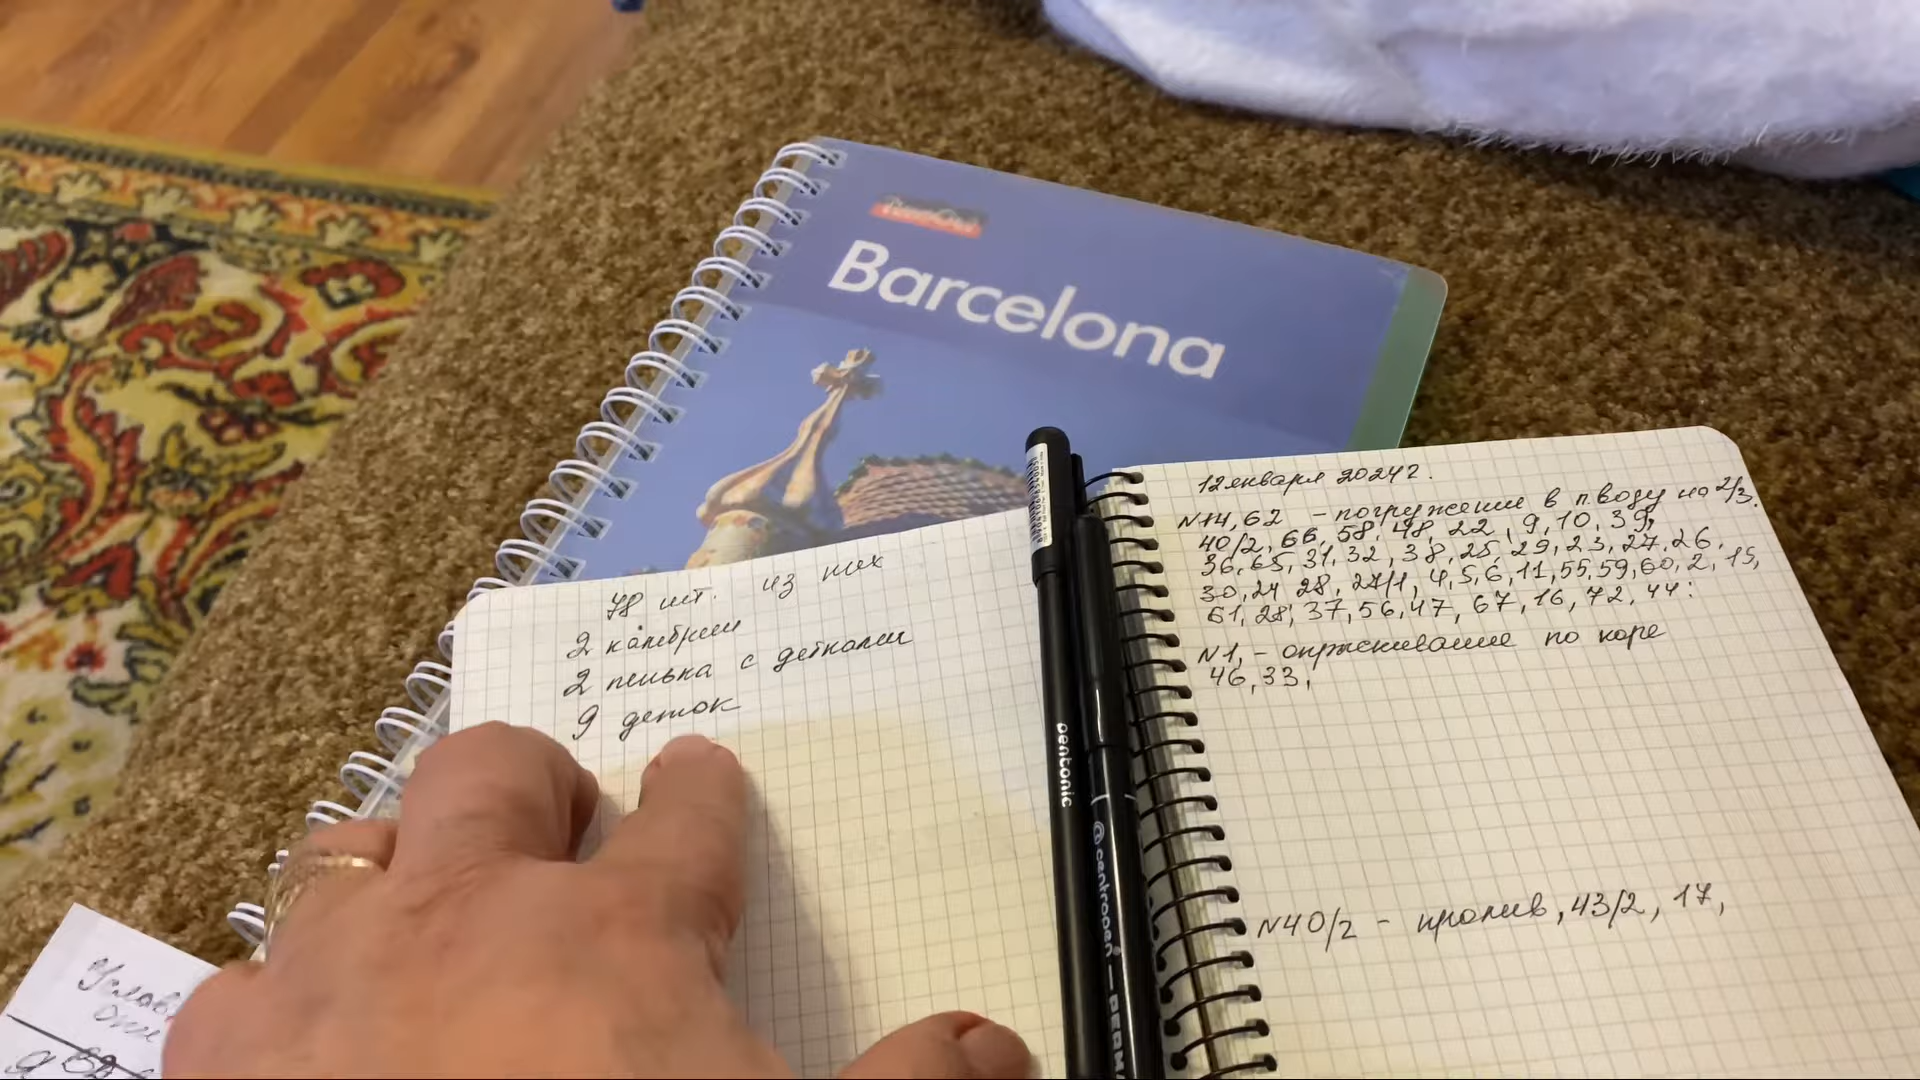 Barcelona
78 шт. из них
2 камбрии
2 пенька с детками
9 деток
12 января 2024 г.
N14, 62 - погружение в п.воду на 2/3.
40/2, 66, 58, 48, 22, 9, 10, 39,
36, 65, 31, 32, 38, 25, 29, 23, 27, 26,
30, 24 28, 27/1, 4, 5, 6, 11, 55, 59, 60, 2, 15,
61, 28, 37, 56, 47, 67, 16, 72, 44:
N1, - опрыскивание по коре
46, 33,
N40/2 - пролив, 43/2, 17,
pentonic
@centropen
Услов